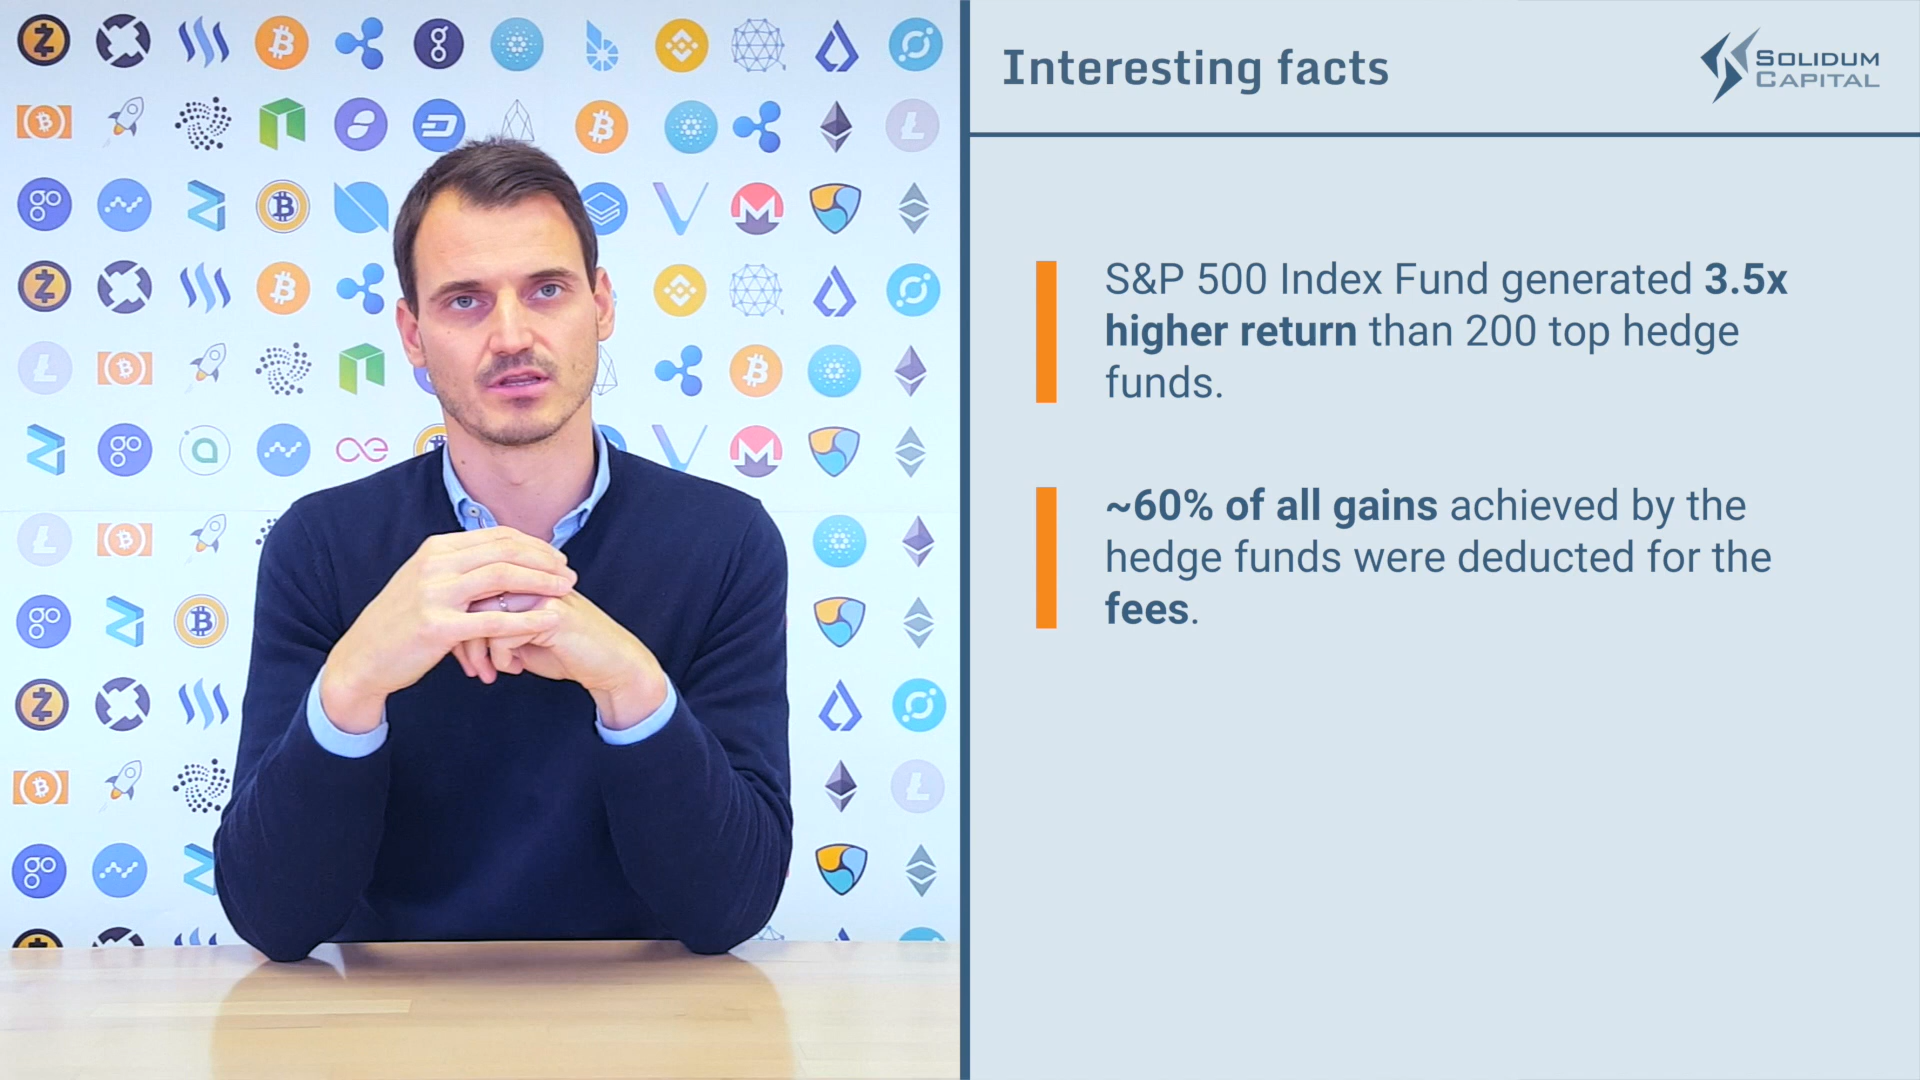 Interesting facts
SOLIDUM
CAPITAL
S&P 500 Index Fund generated 3.5x
higher return than 200 top hedge
funds.
~60% of all gains achieved by the
hedge funds were deducted for the
fees.